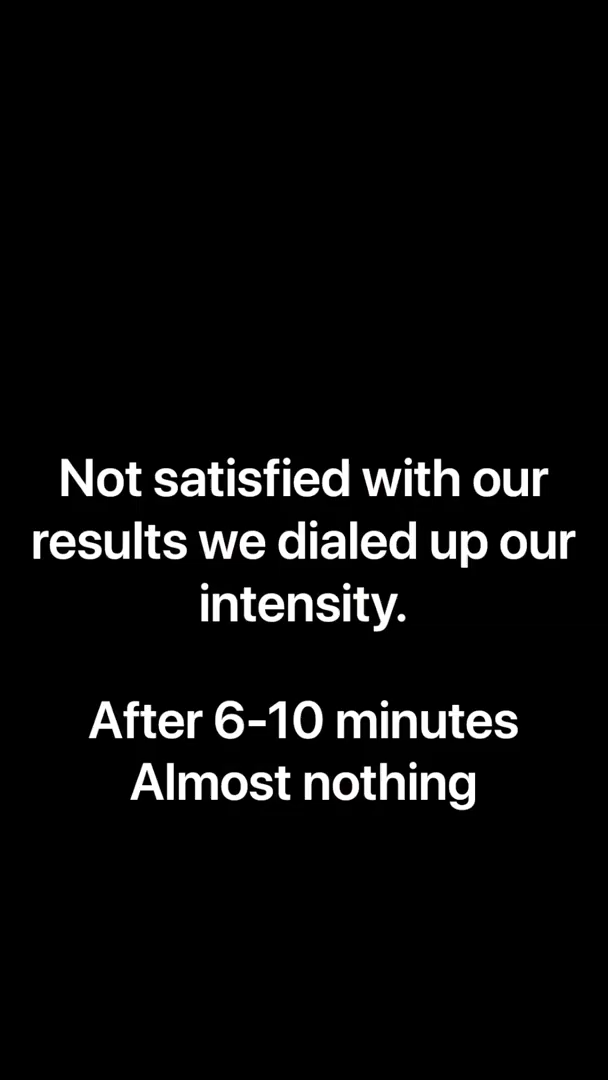 Not satisfied with our
results we dialed up our
intensity.
After 6-10 minutes
Almost nothing